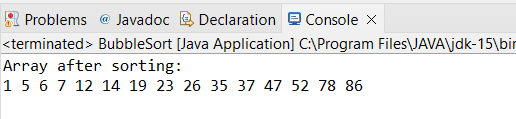 Problems @ Javadoc Declaration Console
<terminated> BubbleSort [Java Application] C:\Program Files\JAVA\jdk-15\bin
Array after sorting:
1 5 6 7 12 14 19 23 26 35 37 47 52 78 86